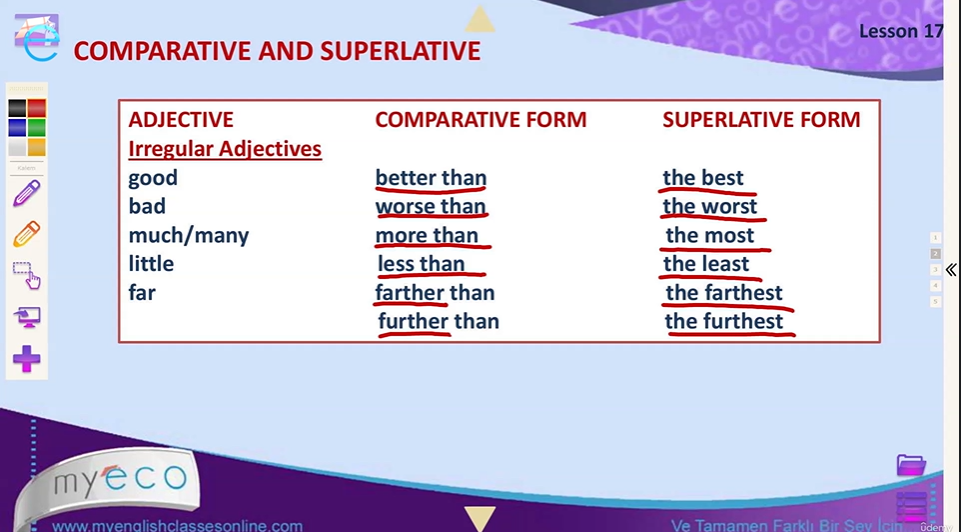 Lesson 17
COMPARATIVE AND SUPERLATIVE
ADJECTIVE COMPARATIVE FORM SUPERLATIVE FORM
Irregular Adjectives
good better than the best
bad worse than the worst
much/many more than the most
little less than the least
far farther than the farthest
further than the furthest
Kalem
1
2
3
4
5
myeco
www.myenglishclassesonline.com Ve Tamamen Farklı Bir Şey İçin
ûdemy